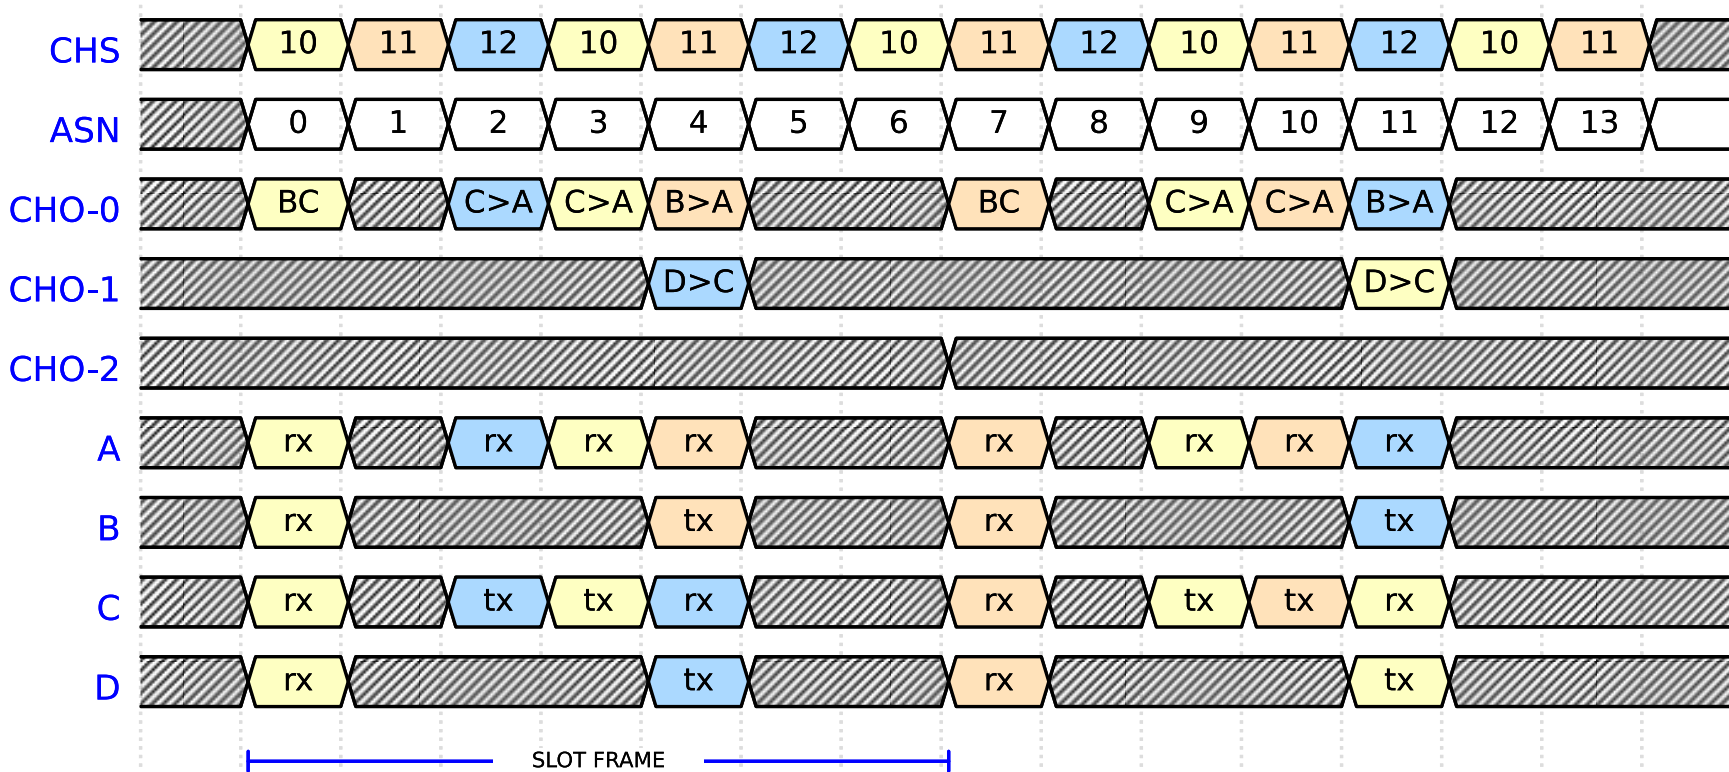 CHS 10 11 12 10 11 12 10 11 12 10 11 12 10 11
ASN 0 1 2 3 4 5 6 7 8 9 10 11 12 13
CHO-0 BC C>A C>A B>A BC C>A C>A B>A
CHO-1 D>C D>C
CHO-2
A rx rx rx rx rx rx rx rx
B rx tx rx tx
C rx tx tx rx rx tx tx rx
D rx tx rx tx
SLOT FRAME